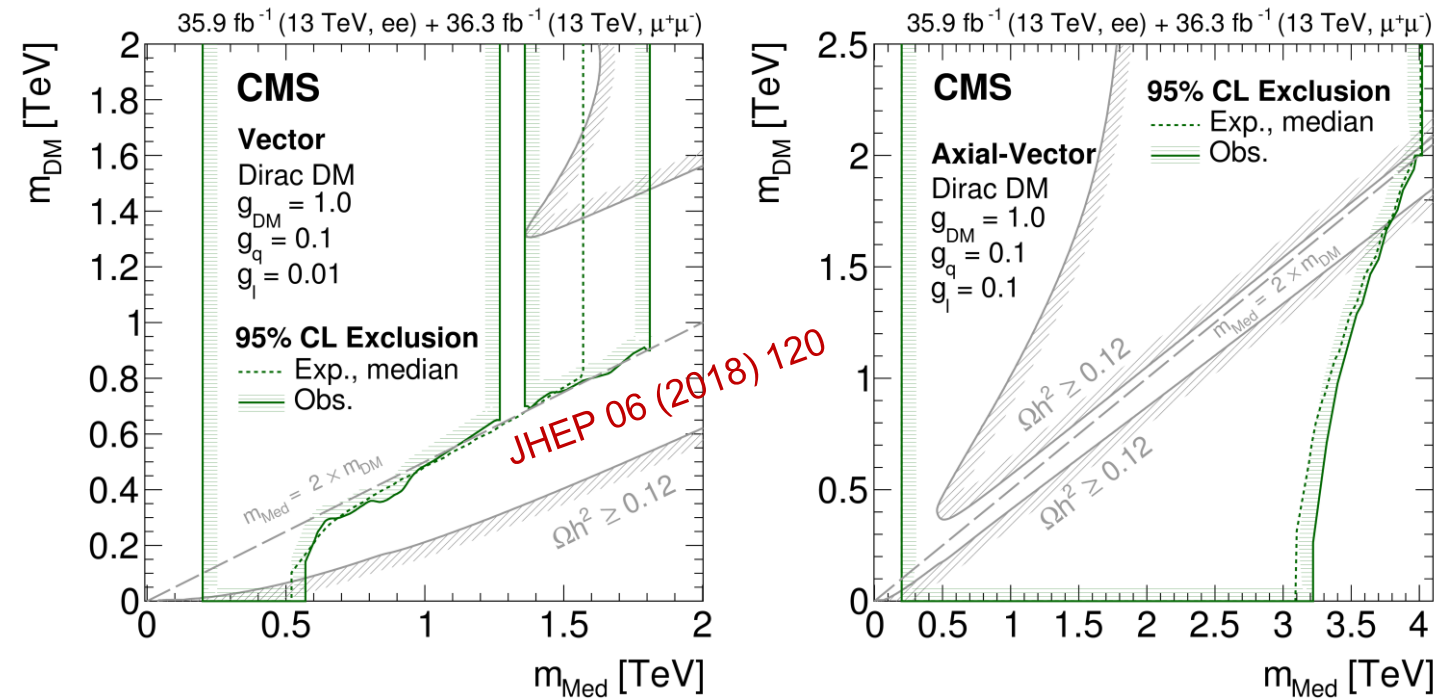 35.9 fb⁻¹ (13 TeV, ee) + 36.3 fb⁻¹ (13 TeV, μ⁺μ⁻)
m_DM [TeV]
2
1.8
1.6
1.4
1.2
1
0.8
0.6
0.4
0.2
0
CMS
Vector
Dirac DM
g_DM = 1.0
g_q = 0.1
g_l = 0.01
95% CL Exclusion
Exp., median
Obs.
m_Med = 2 × m_DM
Ωh² ≥ 0.12
0 0.5 1 1.5 2
m_Med [TeV]
JHEP 06 (2018) 120
35.9 fb⁻¹ (13 TeV, ee) + 36.3 fb⁻¹ (13 TeV, μ⁺μ⁻)
m_DM [TeV]
2.5
2
1.5
1
0.5
0
CMS
Axial-Vector
Dirac DM
g_DM = 1.0
g_q = 0.1
g_l = 0.1
95% CL Exclusion
Exp., median
Obs.
m_Med = 2 × m_DM
Ωh² ≥ 0.12
Ωh² ≥ 0.12
0 0.5 1 1.5 2 2.5 3 3.5 4
m_Med [TeV]